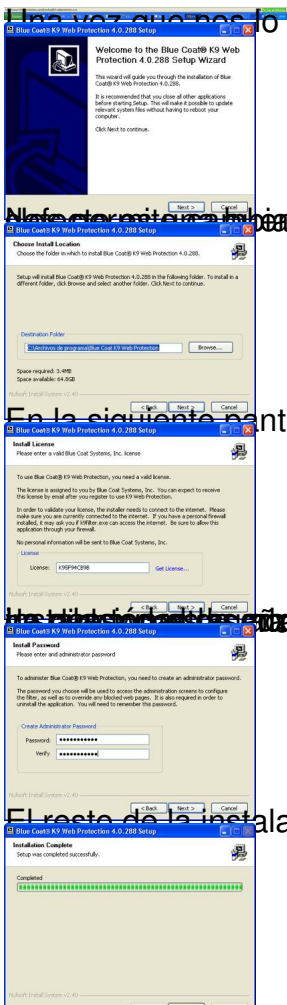 Una vez que nos lo
Blue Coat® K9 Web Protection 4.0.288 Setup
Welcome to the Blue Coat® K9 Web
Protection 4.0.288 Setup Wizard
This wizard will guide you through the installation of Blue
Coat® K9 Web Protection 4.0.288.
It is recommended that you close all other applications
before starting Setup. This will make it possible to update
relevant system files without having to reboot your
computer.
Click Next to continue.
Next > Cancel
Blue Coat® K9 Web Protection 4.0.288 Setup
Choose Install Location
Choose the folder in which to install Blue Coat® K9 Web Protection 4.0.288.
Setup will install Blue Coat® K9 Web Protection 4.0.288 in the following folder. To install in a
different folder, click Browse and select another folder. Click Next to continue.
Destination Folder
C:\Archivos de programa\Blue Coat K9 Web Protection
Browse...
Space required: 3.4MB
Space available: 64.0GB
Nullsoft Install System v2.40
< Back Next > Cancel
En la siguiente pant
Blue Coat® K9 Web Protection 4.0.288 Setup
Install License
Please enter a valid Blue Coat Systems, Inc. license
To use Blue Coat® K9 Web Protection, you need a valid license.
The license is assigned to you by Blue Coat Systems, Inc. You can expect to receive
this license by email after you register to use K9 Web Protection.
In order to validate your license, the installer needs to connect to the internet. Please
make sure you are currently connected to the internet. If you have a personal firewall
installed, it may ask you if k9filter.exe can access the internet. Be sure to allow this
application through your firewall.
No personal information will be sent to Blue Coat Systems, Inc.
License
License: K95F94CB9B Get License...
Nullsoft Install System v2.40
< Back Next > Cancel
Blue Coat® K9 Web Protection 4.0.288 Setup
Install Password
Please enter and administrator password
To administer Blue Coat® K9 Web Protection, you need to create an administrator password.
The password you choose will be used to access the administration screens to configure
the filter, as well as to override any blocked web pages. It is also required in order to
uninstall the application. You will need to remember this password.
Create Administrator Password
Password:
Verify
Nullsoft Install System v2.40
< Back Next > Cancel
El resto de la instala
Blue Coat® K9 Web Protection 4.0.288 Setup
Installation Complete
Setup was completed successfully.
Completed
Nullsoft Install System v2.40